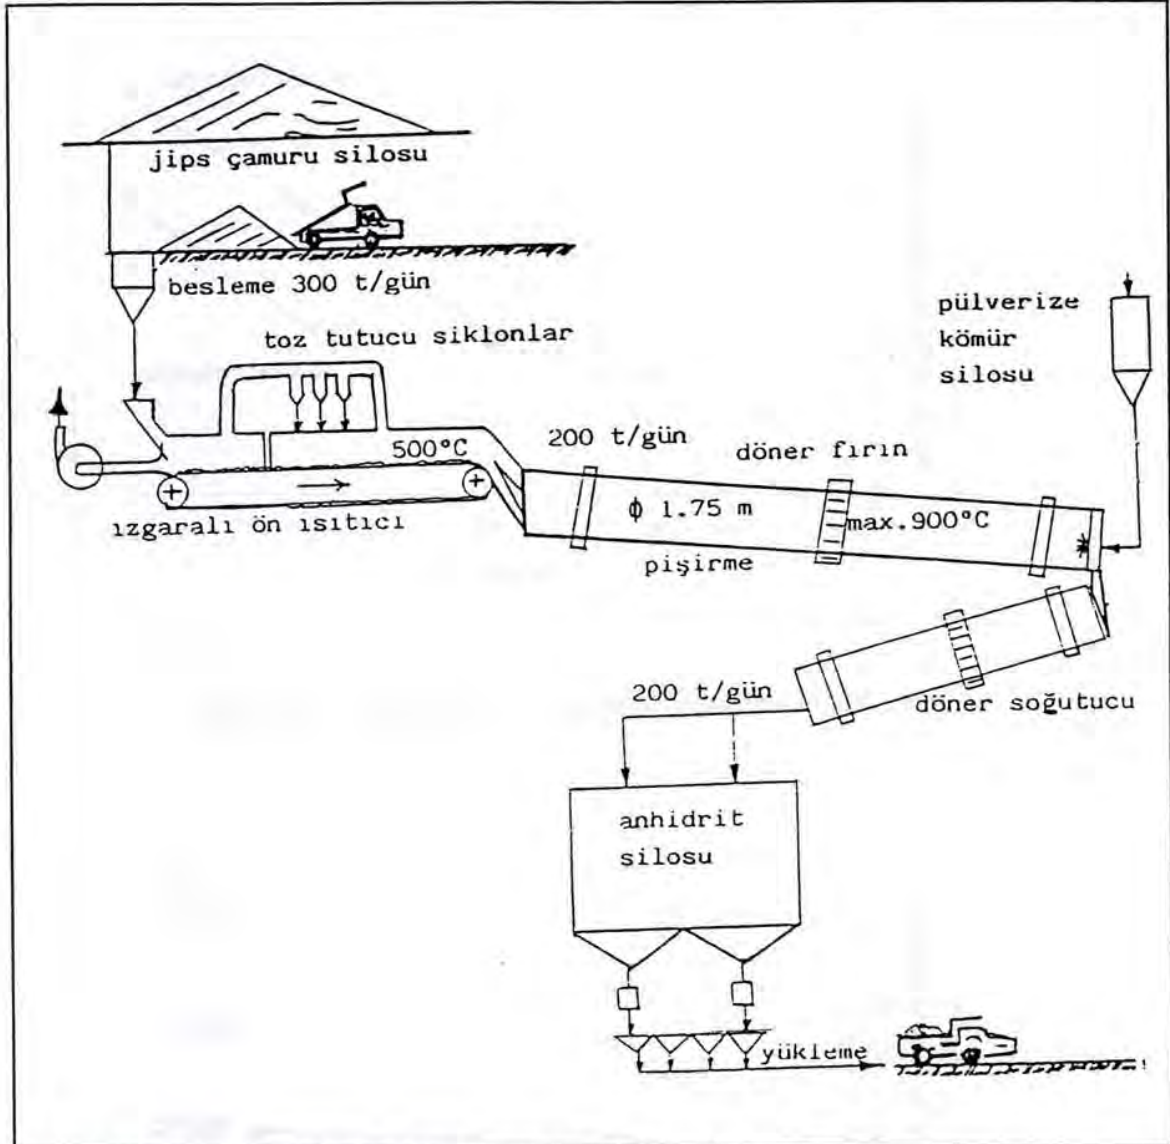 jips çamuru silosu
besleme 300 t/gün
toz tutucu siklonlar
pülverize
kömür
silosu
500°C
200 t/gün
döner fırın
ϕ 1.75 m
max.900°C
ızgaralı ön ısıtıcı
pişirme
200 t/gün
döner soğutucu
anhidrit
silosu
yükleme